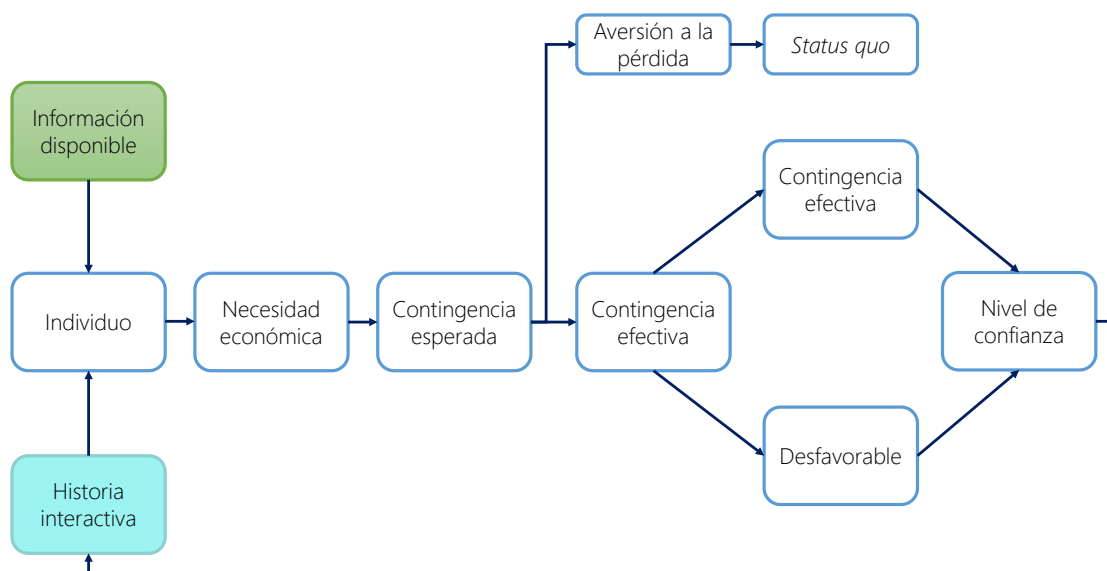 Aversión a la
pérdida
Status quo
Información
disponible
Contingencia
efectiva
Individuo
Necesidad
económica
Contingencia
esperada
Contingencia
efectiva
Nivel de
confianza
Desfavorable
Historia
interactiva